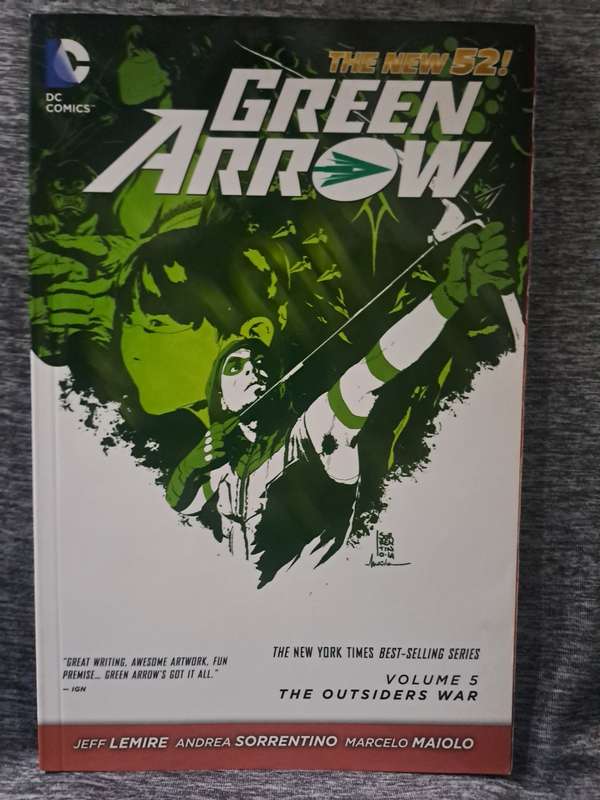 DC
COMICS™
THE NEW 52!
GREEN
ARROW
THE NEW YORK TIMES BEST-SELLING SERIES
"GREAT WRITING, AWESOME ARTWORK, FUN
PREMISE... GREEN ARROW'S GOT IT ALL."
— IGN
VOLUME 5
THE OUTSIDERS WAR
JEFF LEMIRE ANDREA SORRENTINO MARCELO MAIOLO